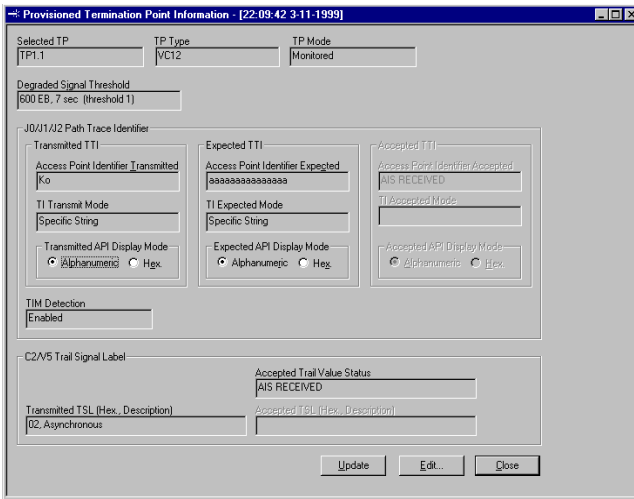 Provisioned Termination Point Information - [22:09:42 3-11-1999]
Selected TP TP Type TP Mode
TP1.1 VC12 Monitored
Degraded Signal Threshold
600 EB, 7 sec (threshold 1)
J0/J1/J2 Path Trace Identifier
Transmitted TTI Expected TTI Accepted TTI
Access Point Identifier Transmitted Access Point Identifier Expected Access Point Identifier Accepted
Ko aaaaaaaaaaaaaaa AIS RECEIVED
TI Transmit Mode TI Expected Mode TI Accepted Mode
Specific String Specific String
Transmitted API Display Mode Expected API Display Mode Accepted API Display Mode
Alphanumeric Hex. Alphanumeric Hex. Alphanumeric Hex.
TIM Detection
Enabled
C2/V5 Trail Signal Label
Accepted Trail Value Status
AIS RECEIVED
Transmitted TSL (Hex., Description) Accepted TSL (Hex., Description)
02, Asynchronous
Update Edit... Close